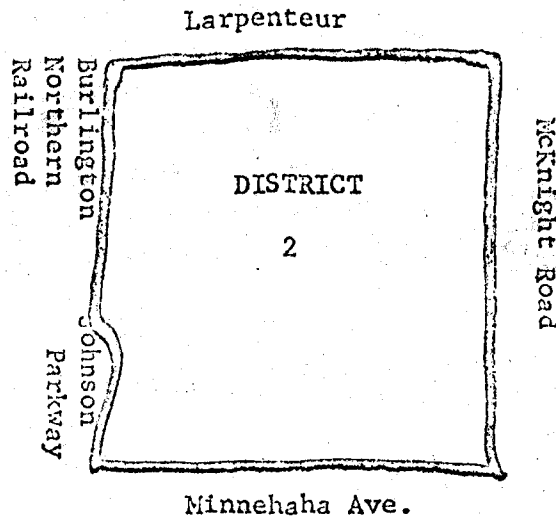 Larpenteur
Burlington
Northern
Railroad
DISTRICT
2
McKnight Road
Johnson
Parkway
Minnehaha Ave.